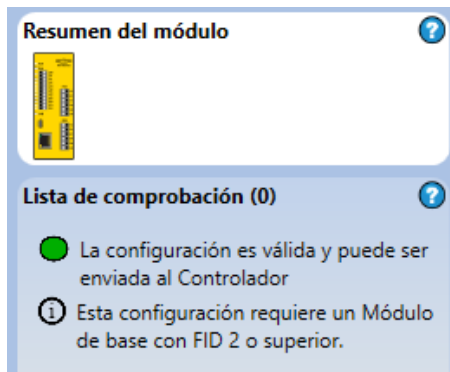 Resumen del módulo
Lista de comprobación (0)
La configuración es válida y puede ser
enviada al Controlador
Esta configuración requiere un Módulo
de base con FID 2 o superior.